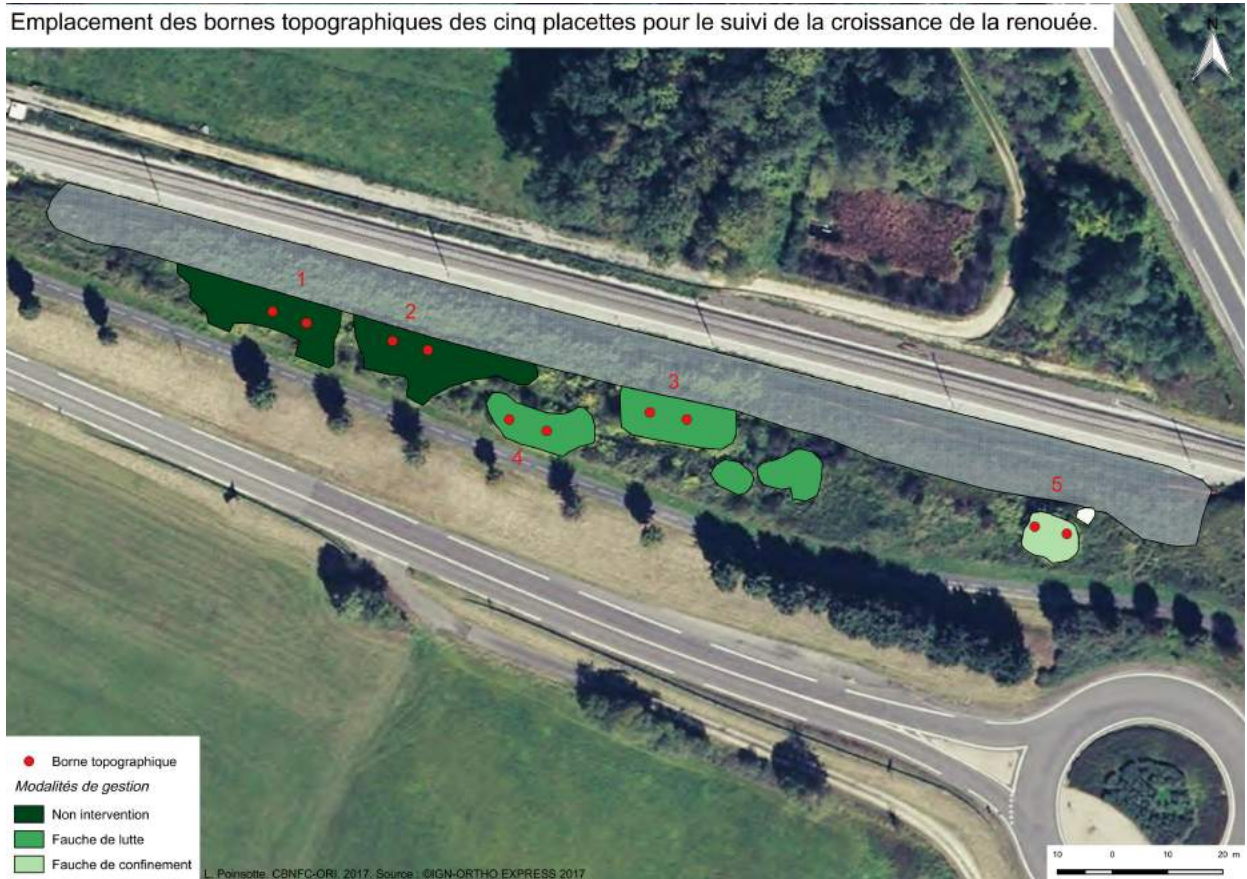 Emplacement des bornes topographiques des cinq placettes pour le suivi de la croissance de la renouée.
N
1
2
3
4
5
Borne topographique
Modalités de gestion
Non intervention
Fauche de lutte
Fauche de confinement
L. Poinsotte, CBNFC-ORI, 2017, Source : ©IGN-ORTHO EXPRESS 2017
10 0 10 20 m